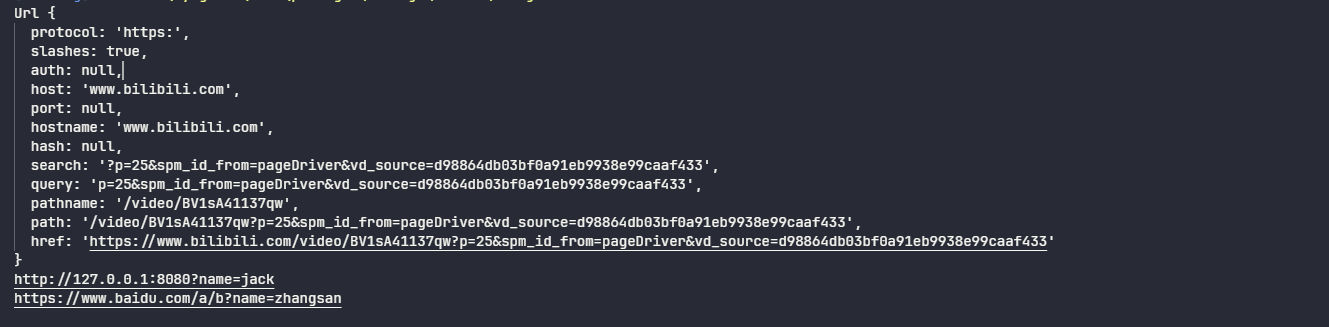 Url {
  protocol: 'https:',
  slashes: true,
  auth: null,
  host: 'www.bilibili.com',
  port: null,
  hostname: 'www.bilibili.com',
  hash: null,
  search: '?p=25&spm_id_from=pageDriver&vd_source=d98864db03bf0a91eb9938e99caaf433',
  query: 'p=25&spm_id_from=pageDriver&vd_source=d98864db03bf0a91eb9938e99caaf433',
  pathname: '/video/BV1sA41137qw',
  path: '/video/BV1sA41137qw?p=25&spm_id_from=pageDriver&vd_source=d98864db03bf0a91eb9938e99caaf433',
  href: 'https://www.bilibili.com/video/BV1sA41137qw?p=25&spm_id_from=pageDriver&vd_source=d98864db03bf0a91eb9938e99caaf433'
}
http://127.0.0.1:8080?name=jack
https://www.baidu.com/a/b?name=zhangsan